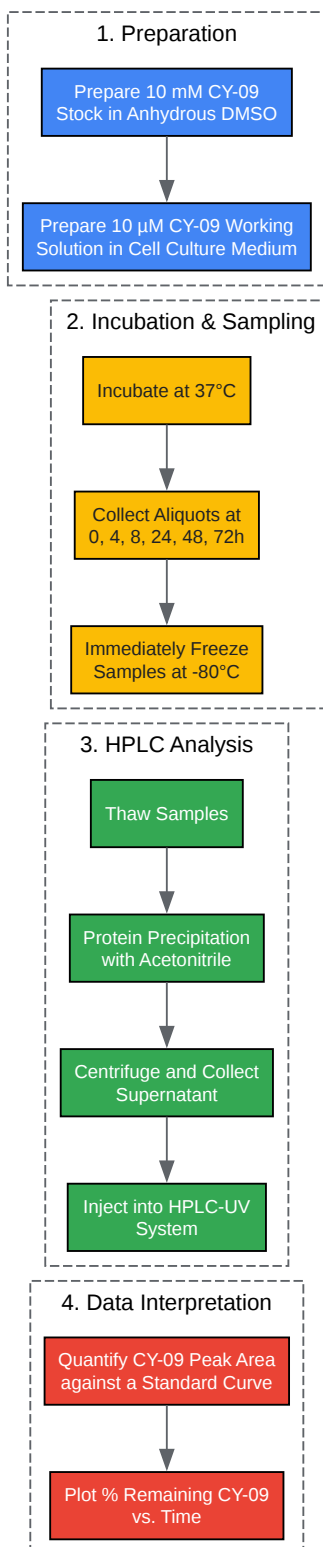 1. Preparation
Prepare 10 mM CY-09
Stock in Anhydrous DMSO
Prepare 10 µM CY-09 Working
Solution in Cell Culture Medium
2. Incubation & Sampling
Incubate at 37°C
Collect Aliquots at
0, 4, 8, 24, 48, 72h
Immediately Freeze
Samples at -80°C
3. HPLC Analysis
Thaw Samples
Protein Precipitation
with Acetonitrile
Centrifuge and Collect
Supernatant
Inject into HPLC-UV
System
4. Data Interpretation
Quantify CY-09 Peak Area
against a Standard Curve
Plot % Remaining CY-09
vs. Time